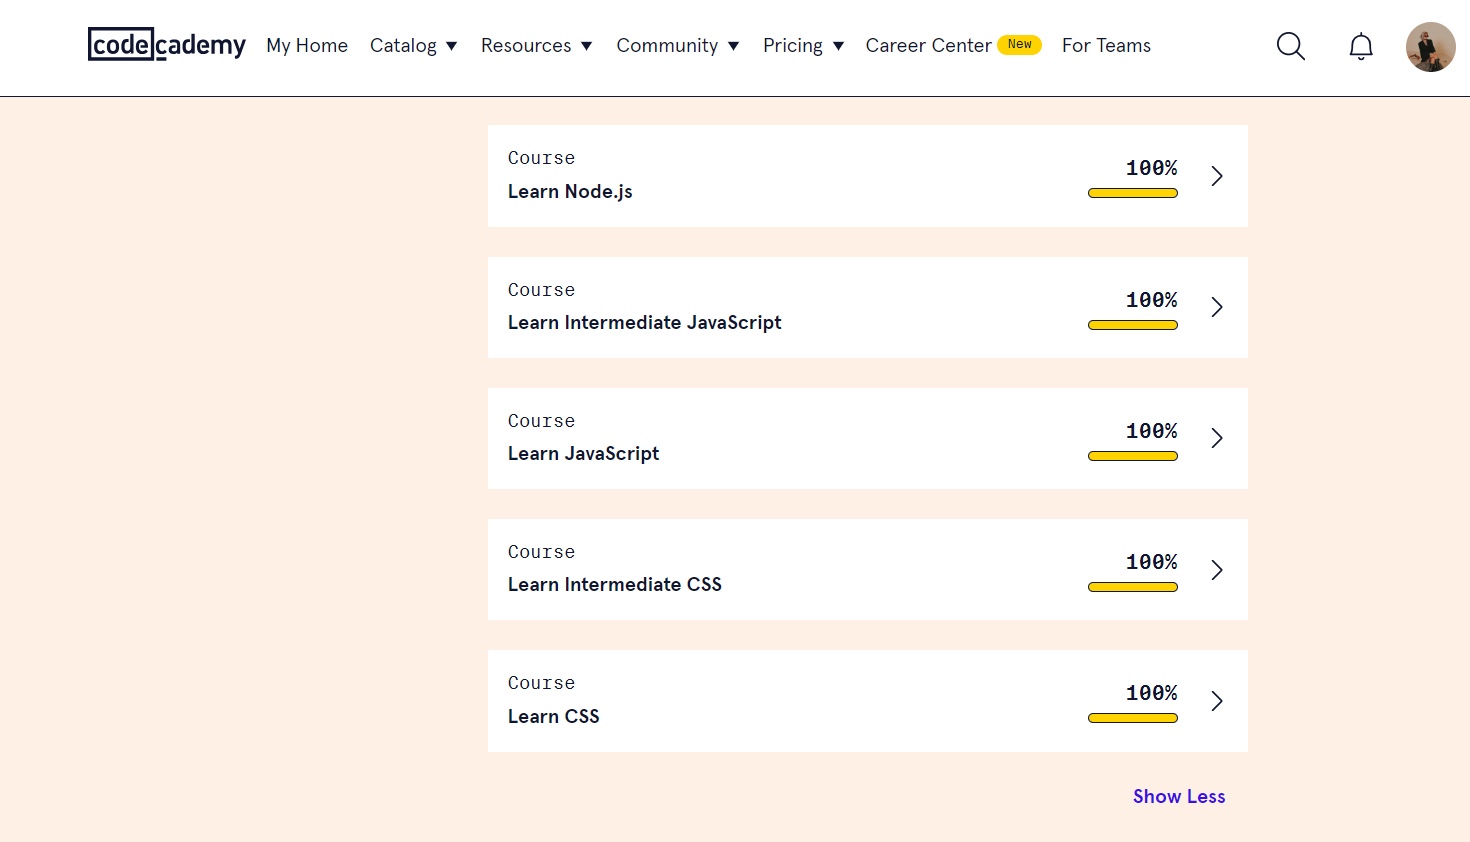 codecademy My Home Catalog Resources Community Pricing Career Center New For Teams
Course
Learn Node.js
100%
Course
Learn Intermediate JavaScript
100%
Course
Learn JavaScript
100%
Course
Learn Intermediate CSS
100%
Course
Learn CSS
100%
Show Less